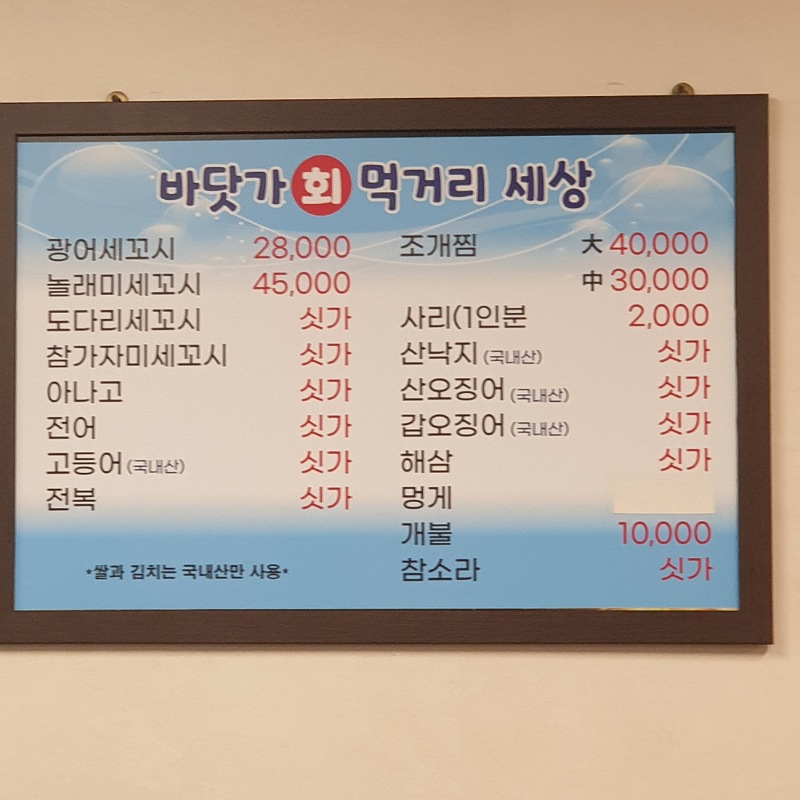 바닷가 회 먹거리 세상
광어세꼬시 28,000
놀래미세꼬시 45,000
도다리세꼬시 싯가
참가자미세꼬시 싯가
아나고 싯가
전어 싯가
고등어(국내산) 싯가
전복 싯가
*쌀과 김치는 국내산만 사용*
조개찜 大 40,000
中 30,000
사리(1인분 2,000
산낙지(국내산) 싯가
산오징어(국내산) 싯가
갑오징어(국내산) 싯가
해삼 싯가
멍게
개불 10,000
참소라 싯가